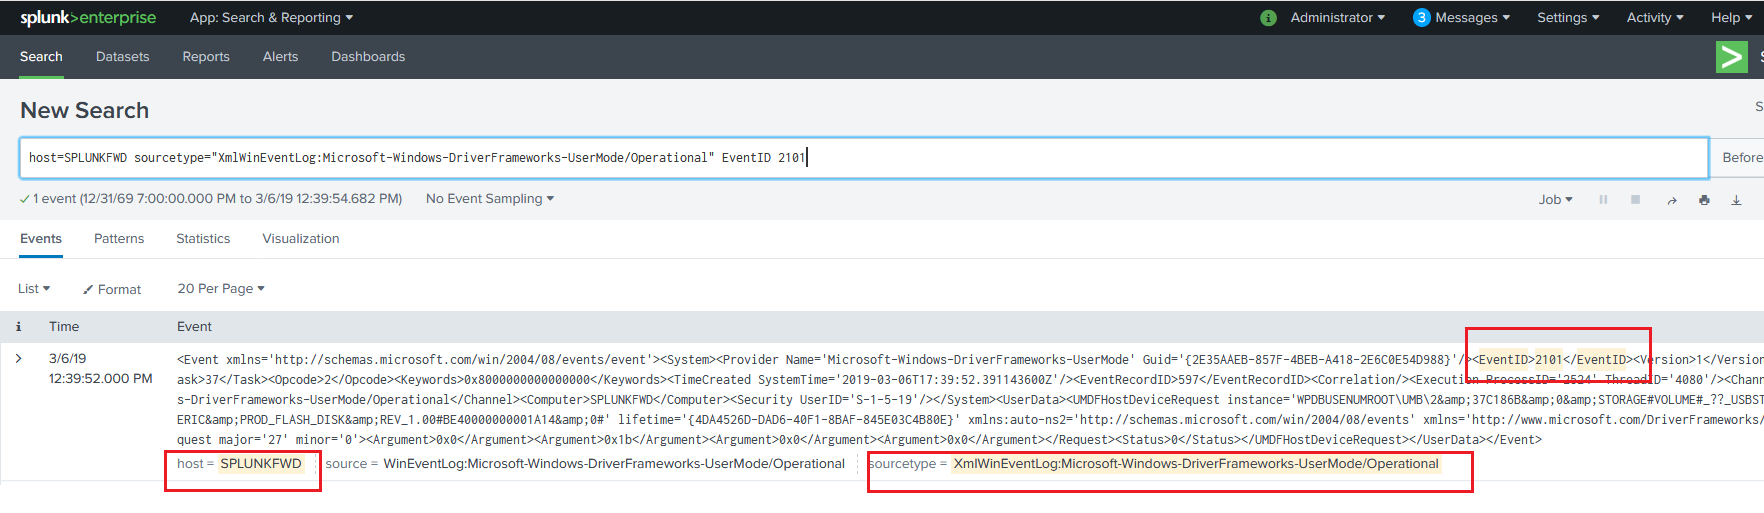 splunk>enterprise App: Search & Reporting i Administrator 3 Messages Settings Activity Help
Search Datasets Reports Alerts Dashboards > S
New Search S
host=SPLUNKFWD sourcetype="XmlWinEventLog:Microsoft-Windows-DriverFrameworks-UserMode/Operational" EventID 2101 Before
✓ 1 event (12/31/69 7:00:00.000 PM to 3/6/19 12:39:54.682 PM) No Event Sampling Job
Events Patterns Statistics Visualization
List Format 20 Per Page
i Time Event
> 3/6/19 <Event xmlns='http://schemas.microsoft.com/win/2004/08/events/event'><System><Provider Name='Microsoft-Windows-DriverFrameworks-UserMode' Guid='{2E35AAEB-857F-4BEB-A418-2E6C0E54D988}'/><EventID>2101</EventID><Version>1</Version
12:39:52.000 PM ask>37</Task><Opcode>2</Opcode><Keywords>0x8000000000000000</Keywords><TimeCreated SystemTime='2019-03-06T17:39:52.391143600Z'/><EventRecordID>597</EventRecordID><Correlation/><Execution ProcessID='2524' ThreadID='4080'/><Chann
s-DriverFrameworks-UserMode/Operational</Channel><Computer>SPLUNKFWD</Computer><Security UserID='S-1-5-19'/></System><UserData><UMDFHostDeviceRequest instance='WPDBUSENUMROOT\UMB\2&amp;37C186B&amp;0&amp;STORAGE#VOLUME#_??_USBST
ERIC&amp;PROD_FLASH_DISK&amp;REV_1.00#BE40000000001A14&amp;0#' lifetime='{4DA4526D-DAD6-40F1-8BAF-845E03C4B80E}' xmlns:auto-ns2='http://schemas.microsoft.com/win/2004/08/events' xmlns='http://www.microsoft.com/DriverFrameworks/
quest major='27' minor='0'><Argument>0x0</Argument><Argument>0x1b</Argument><Argument>0x0</Argument><Argument>0x0</Argument></Request><Status>0</Status></UMDFHostDeviceRequest></UserData></Event>
host = SPLUNKFWD source = WinEventLog:Microsoft-Windows-DriverFrameworks-UserMode/Operational sourcetype = XmlWinEventLog:Microsoft-Windows-DriverFrameworks-UserMode/Operational